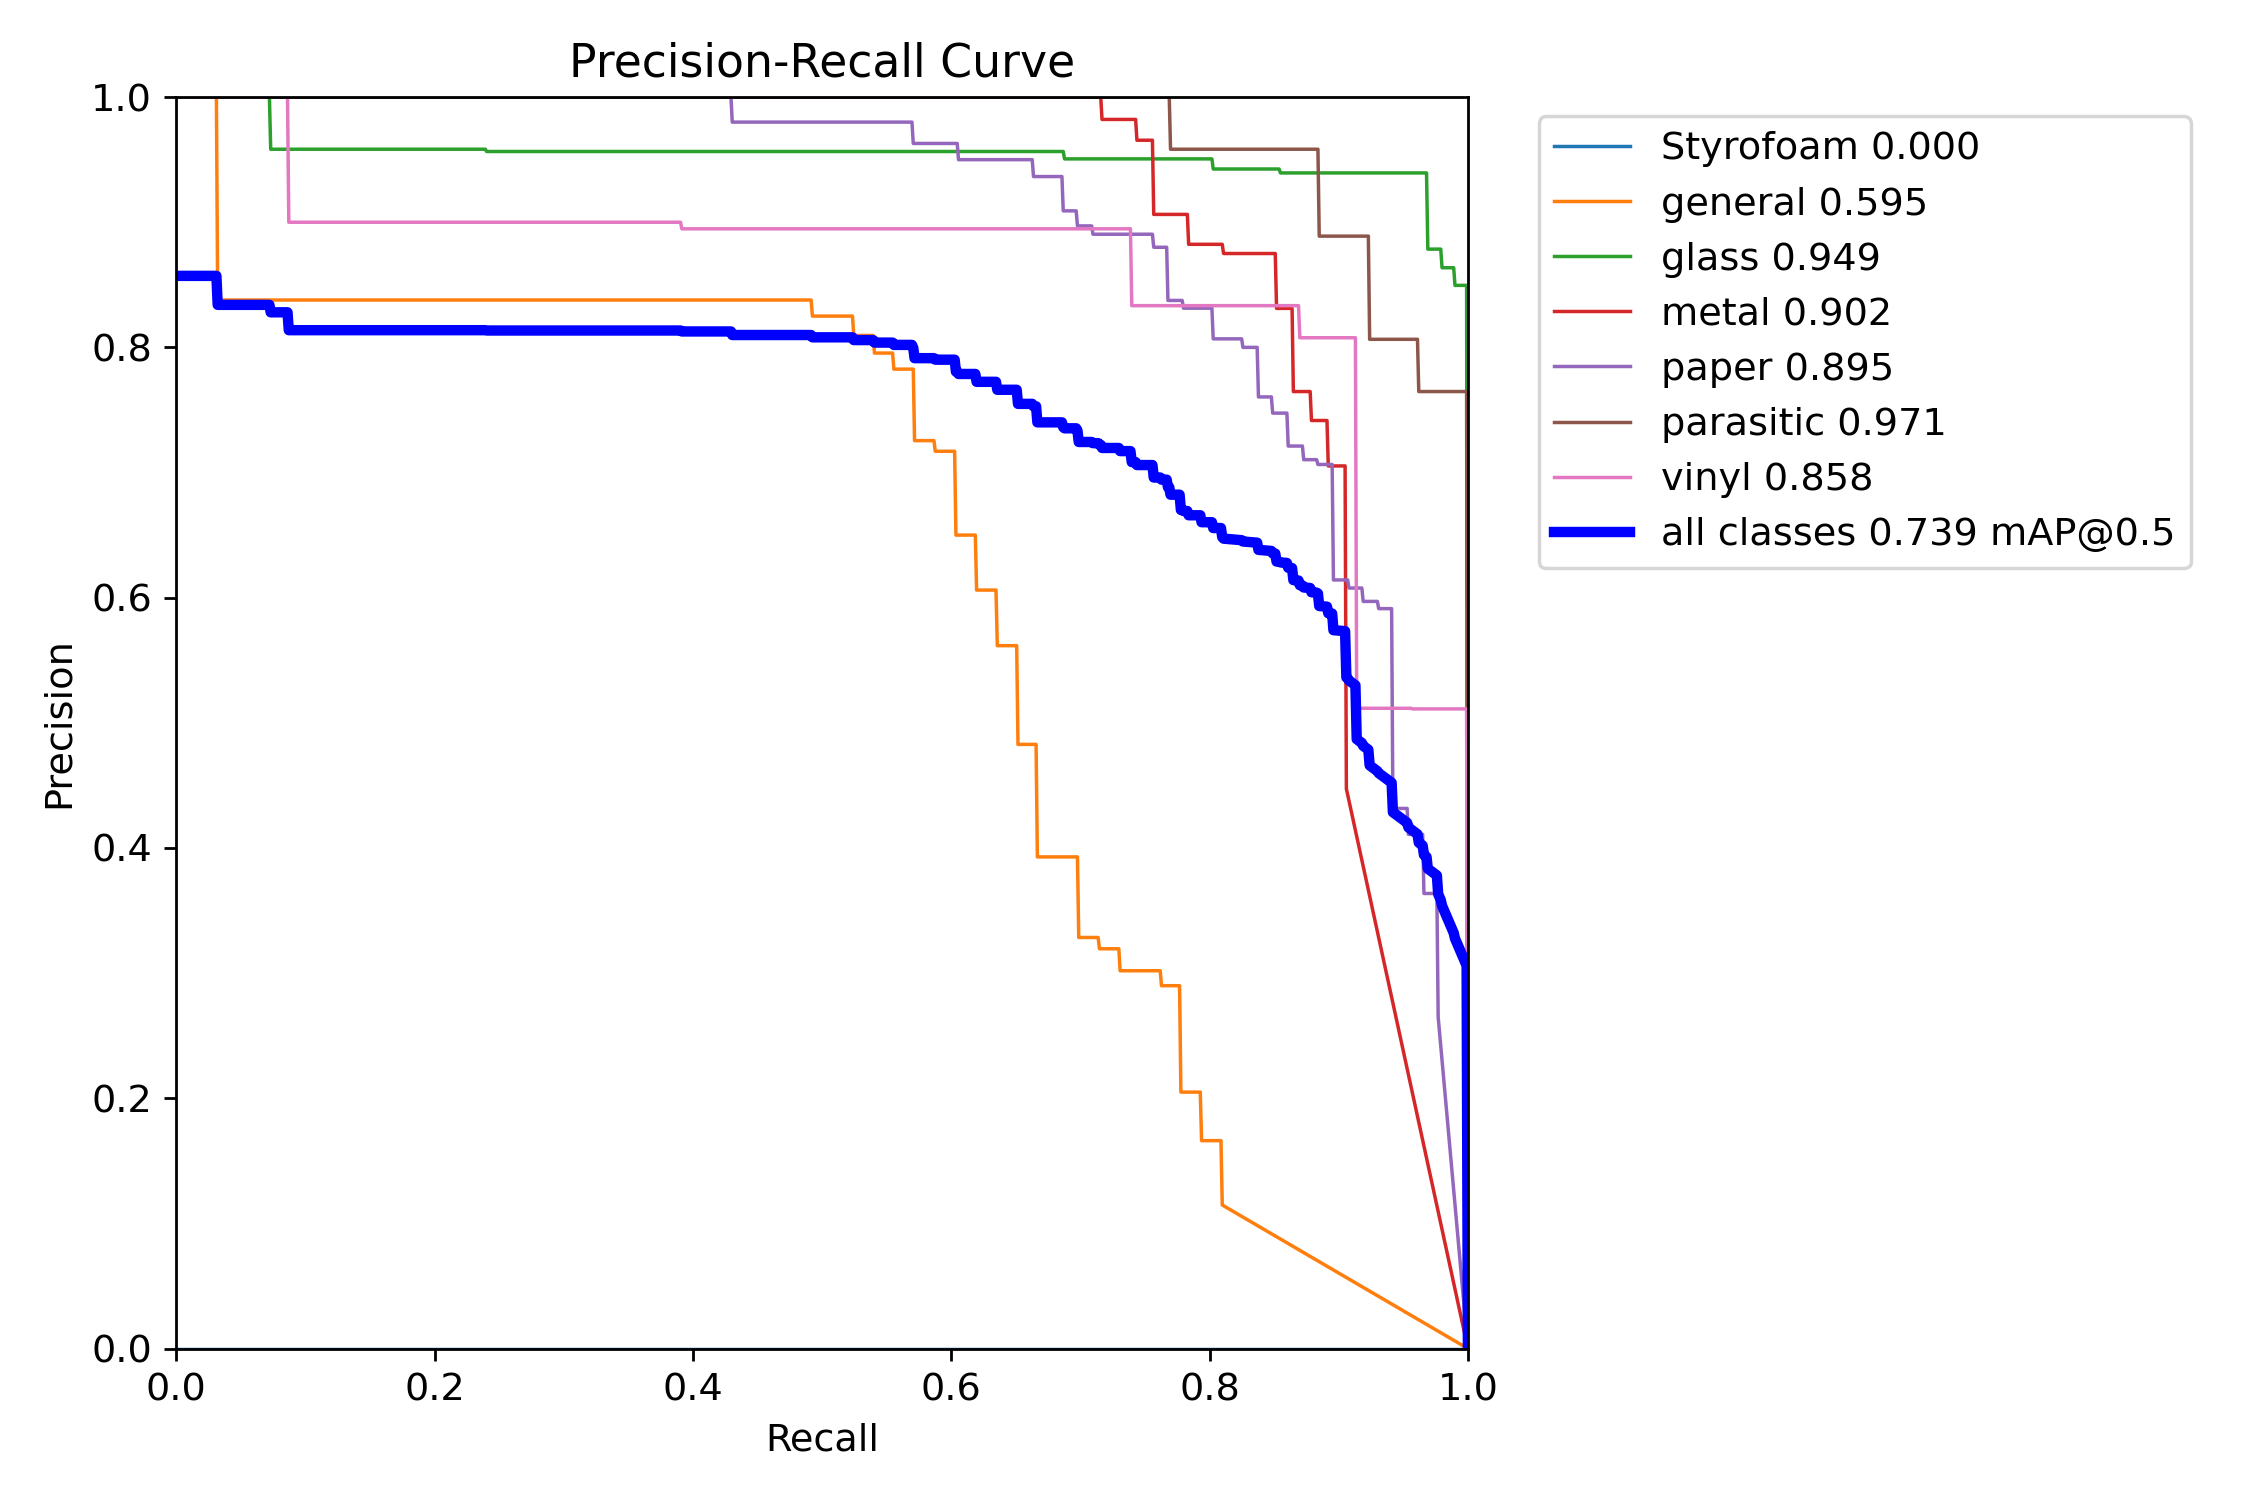 Precision-Recall Curve
1.0
0.8
0.6
0.4
0.2
0.0
Precision
0.0 0.2 0.4 0.6 0.8 1.0
Recall
Styrofoam 0.000
general 0.595
glass 0.949
metal 0.902
paper 0.895
parasitic 0.971
vinyl 0.858
all classes 0.739 mAP@0.5